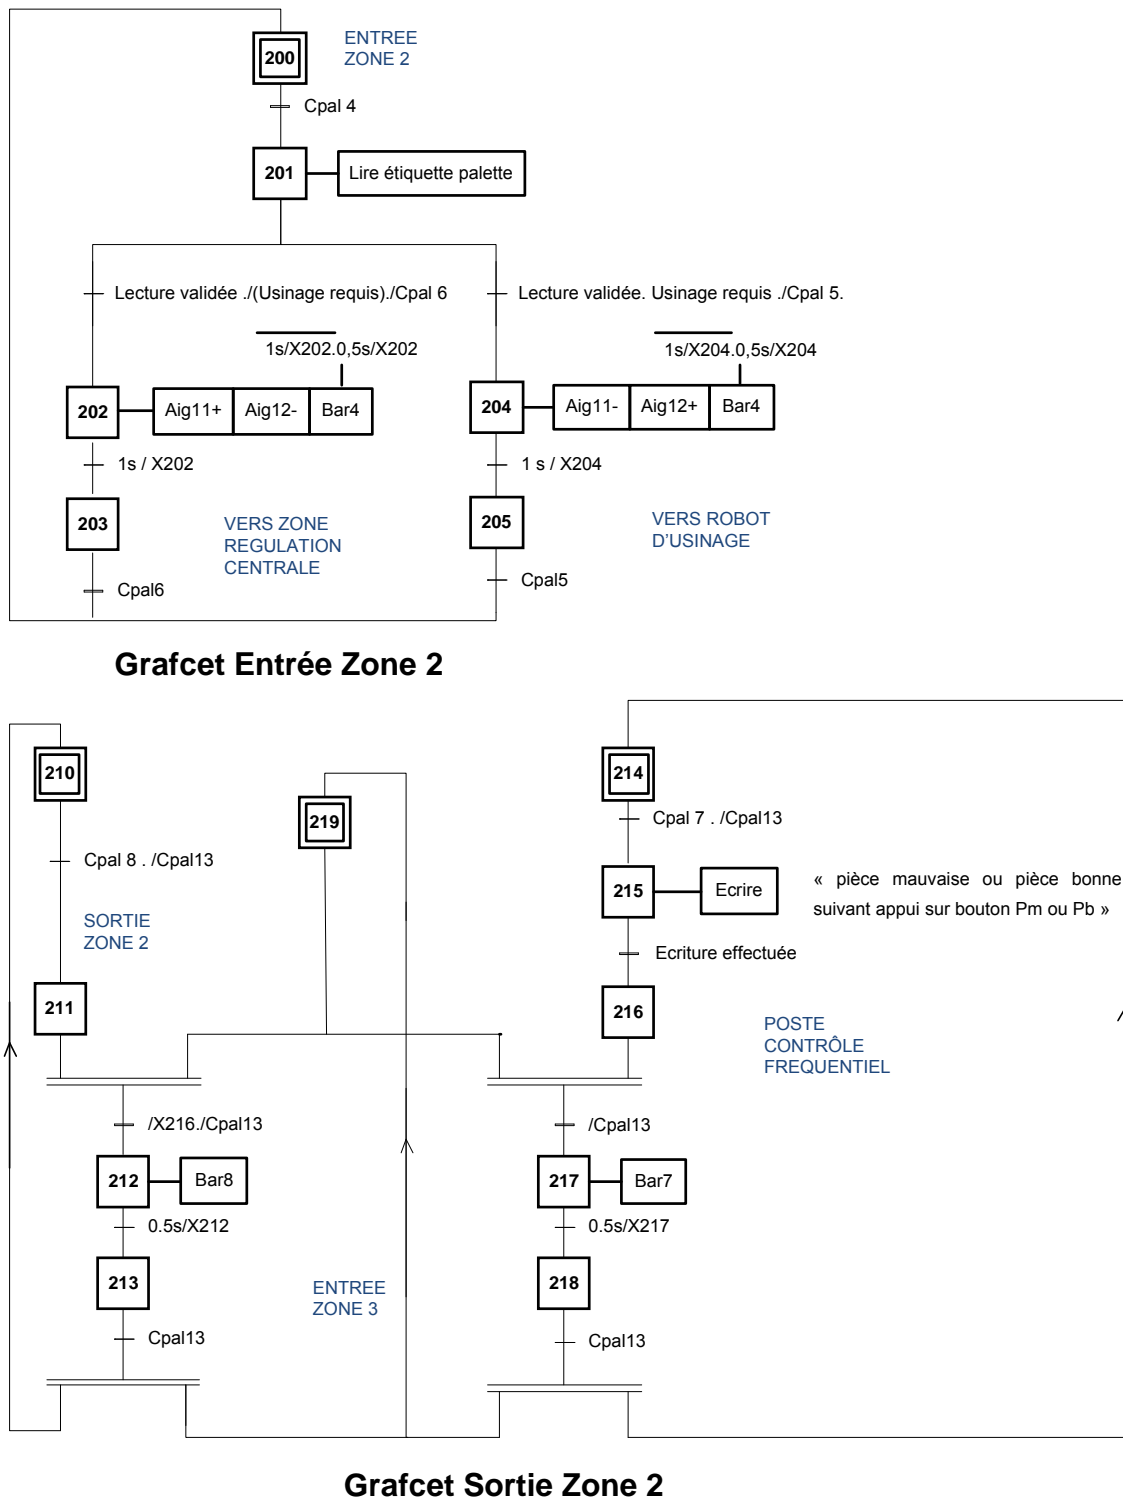 ENTREE
ZONE 2
200
Cpal 4
201
Lire étiquette palette
Lecture validée ./(Usinage requis)./Cpal 6
Lecture validée. Usinage requis ./Cpal 5.
1s/X202.0,5s/X202
1s/X204.0,5s/X204
202
Aig11+
Aig12-
Bar4
204
Aig11-
Aig12+
Bar4
1s / X202
1 s / X204
203
VERS ZONE
REGULATION
CENTRALE
205
VERS ROBOT
D'USINAGE
Cpal6
Cpal5
Grafcet Entrée Zone 2
210
219
214
Cpal 8 . /Cpal13
Cpal 7 . /Cpal13
215
Ecrire
« pièce mauvaise ou pièce bonne
suivant appui sur bouton Pm ou Pb »
SORTIE
ZONE 2
Ecriture effectuée
211
216
POSTE
CONTRÔLE
FREQUENTIEL
/X216./Cpal13
/Cpal13
212
Bar8
217
Bar7
0.5s/X212
0.5s/X217
213
ENTREE
ZONE 3
218
Cpal13
Cpal13
Grafcet Sortie Zone 2